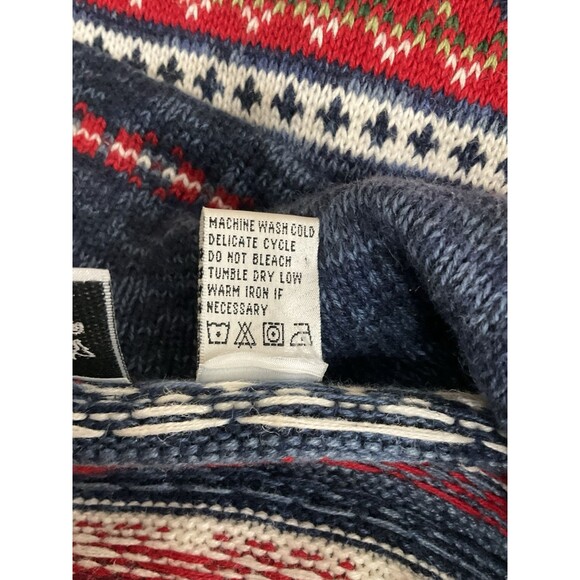 MACHINE WASH COLD
DELICATE CYCLE
DO NOT BLEACH
TUMBLE DRY LOW
WARM IRON IF
NECESSARY